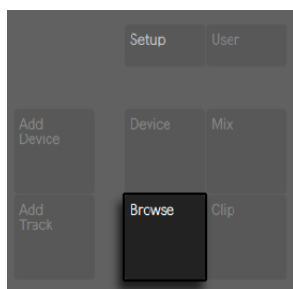 Setup
User
Add
Device
Device
Mix
Add
Track
Browse
Clip